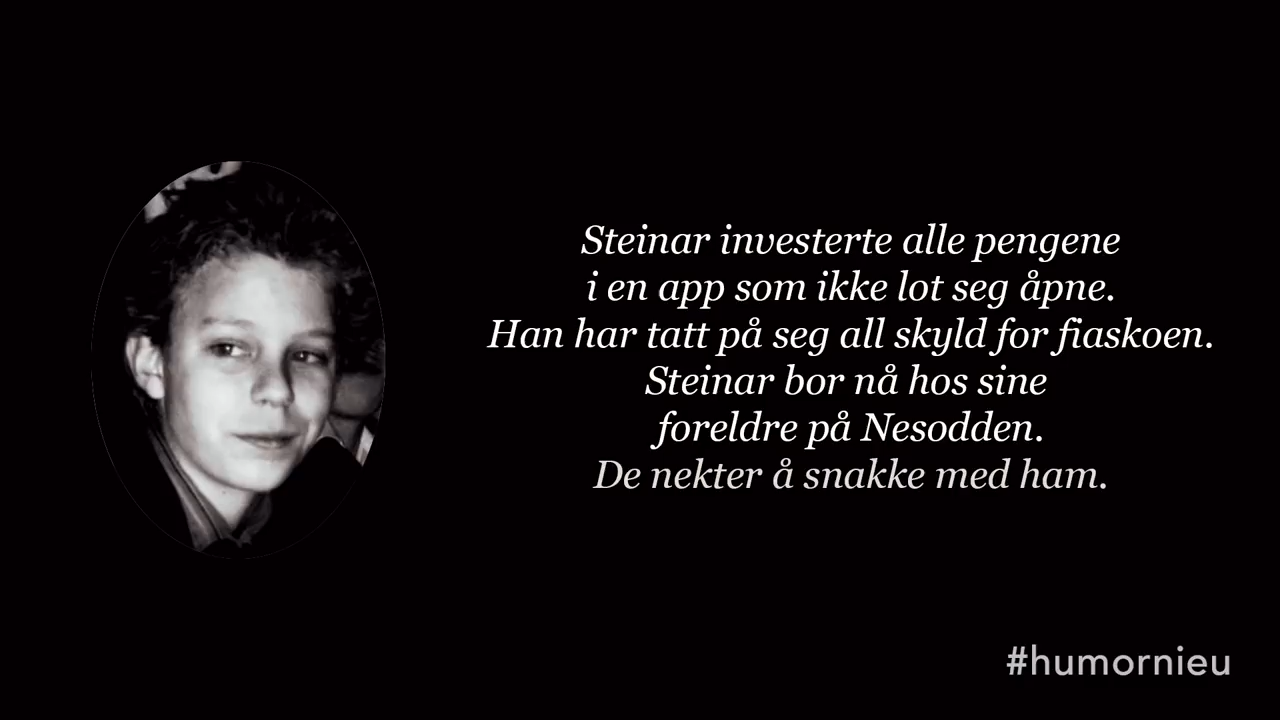 Steinar investerte alle pengene
i en app som ikke lot seg åpne.
Han har tatt på seg all skyld for fiaskoen.
Steinar bor nå hos sine
foreldre på Nesodden.
De nekter å snakke med ham.
#humornieu